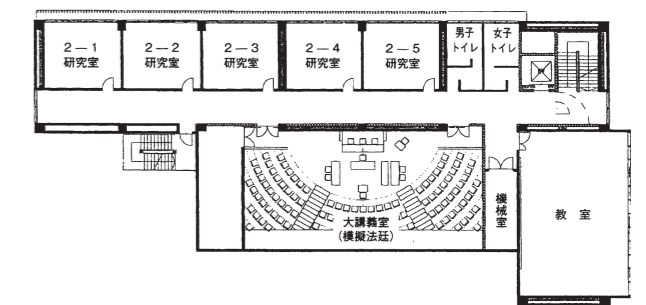 2－1
研究室
2－2
研究室
2－3
研究室
2－4
研究室
2－5
研究室
男子
トイレ
女子
トイレ
大講義室
(模擬法廷)
機械室
教室